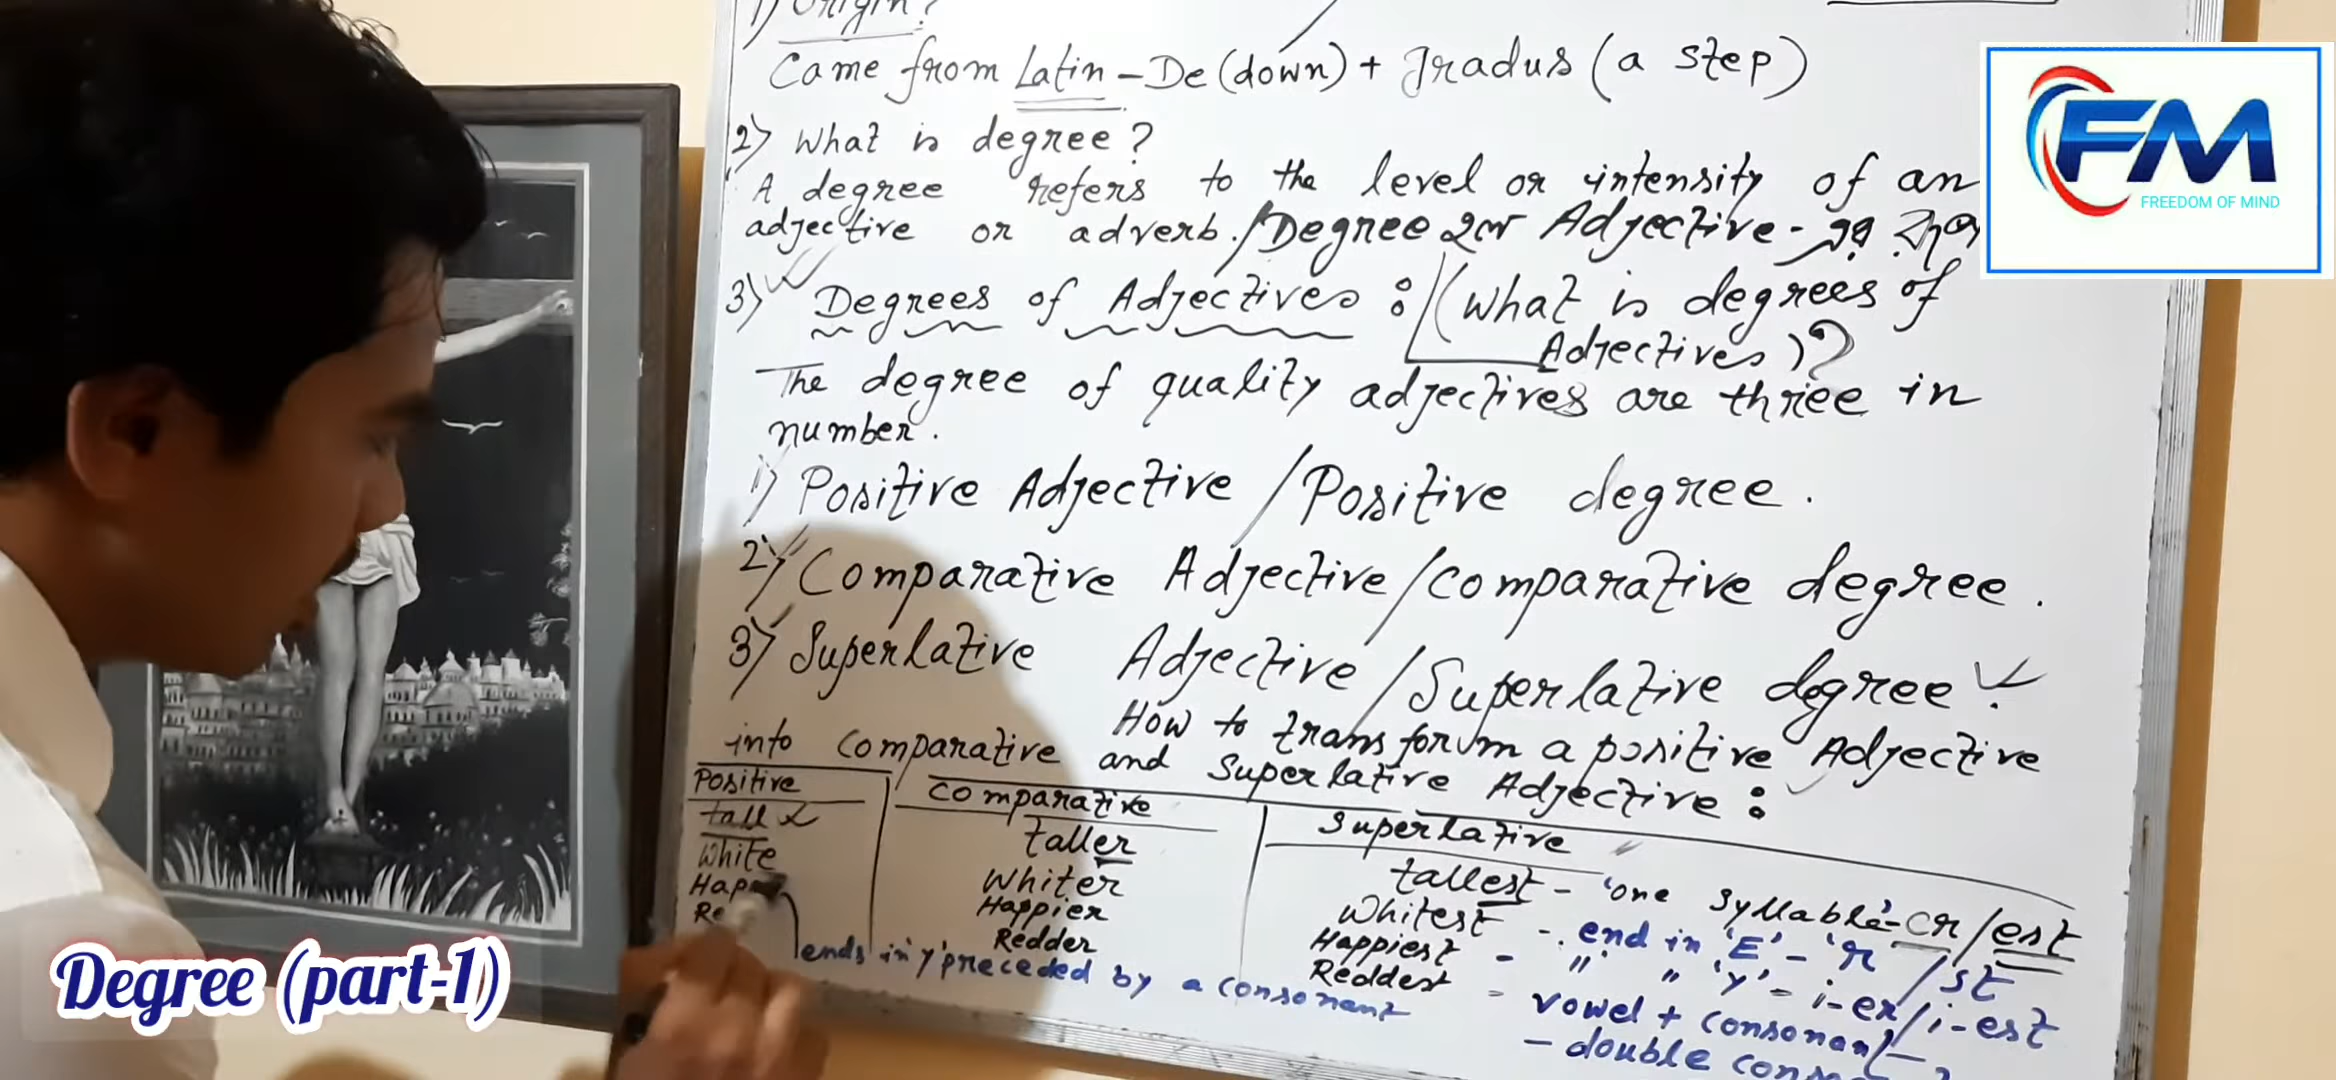 1) Origin?
Came from Latin - De (down) + gradus (a step)
2) What is degree?
A degree refers to the level or intensity of an
adjective or adverb. / Degree হল Adjective - এর
3) Degrees of Adjectives : (What is degrees of
Adjectives)?
The degree of quality adjectives are three in
number.
1) Positive Adjective / Positive degree.
2) Comparative Adjective / comparative degree.
3) Superlative Adjective / Superlative degree.
How to transform a positive Adjective
into comparative and Superlative Adjective :
Positive Comparative Superlative
tall taller tallest - 'one syllable' - er / est
White Whiter Whitest - end in 'E' - 'r / st
Happier Happiest - " " 'y' - i-er / i-est
Redder Reddest - vowel + consonant -
ends in 'y' preceded by a consonant
- double
FM
FREEDOM OF MIND
Degree (part-1)